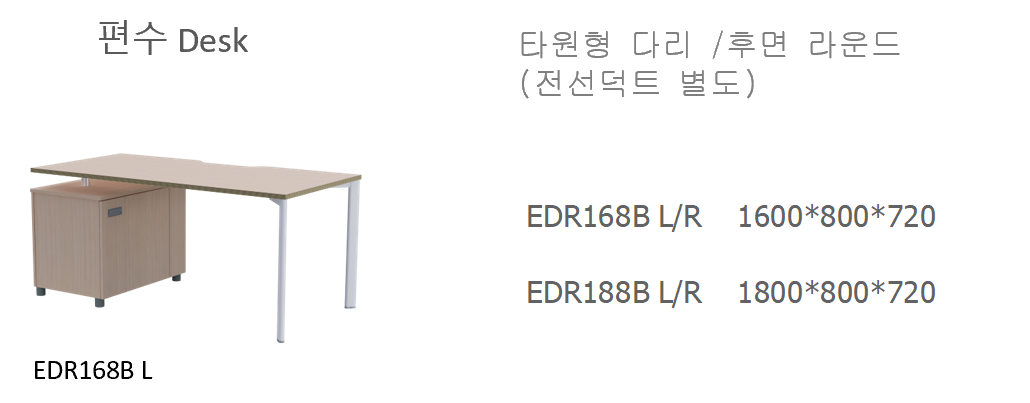 편수 Desk
타원형 다리 /후면 라운드
(전선덕트 별도)
EDR168B L/R 1600*800*720
EDR188B L/R 1800*800*720
EDR168B L